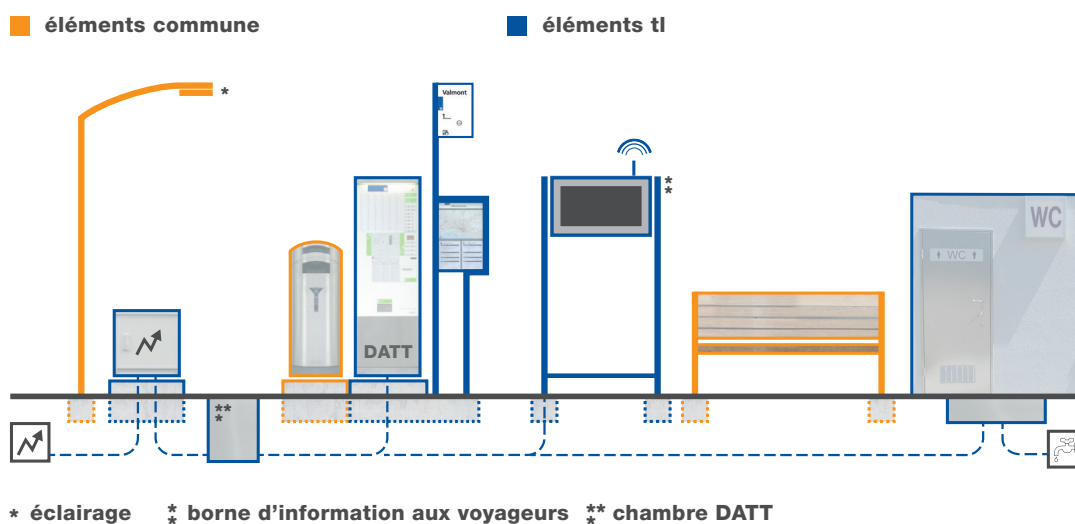 éléments commune
éléments tl
*
Valmont
*
*
WC
WC
DATT
**
*
* éclairage
*
* borne d'information aux voyageurs
**
* chambre DATT